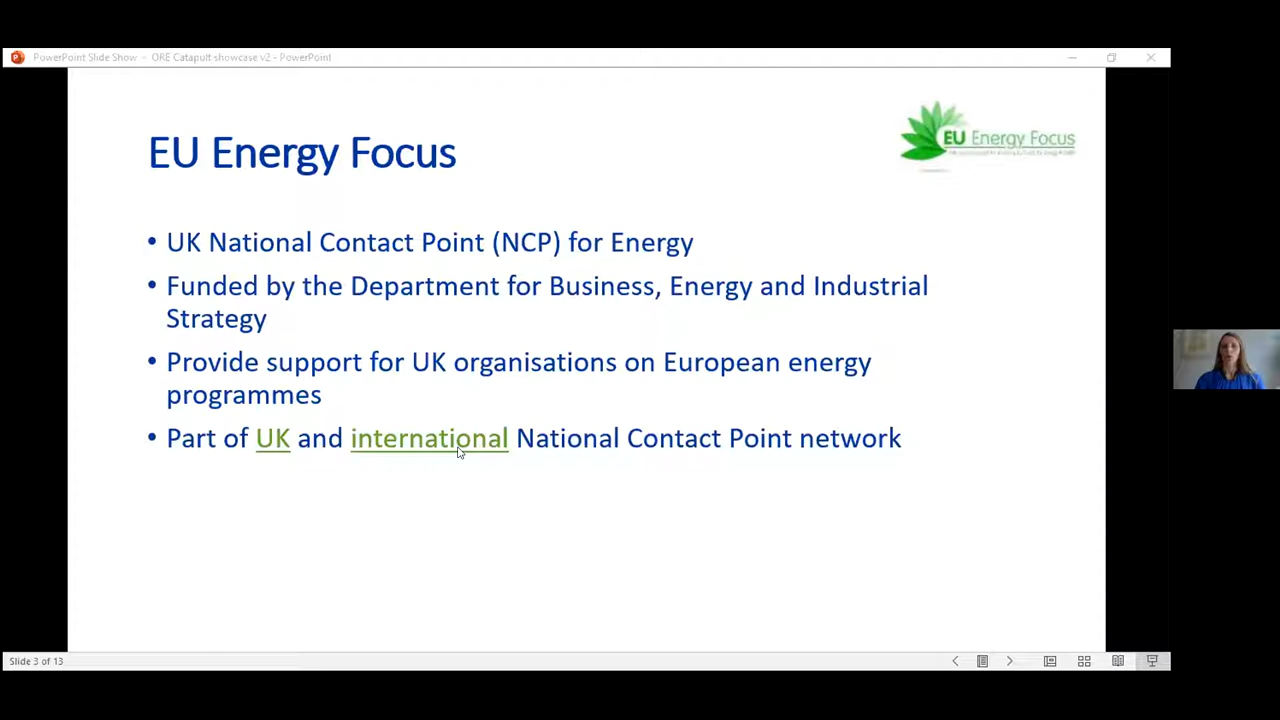 PowerPoint Slide Show - ORE Catapult showcase v2 - PowerPoint
EU Energy Focus
EU Energy Focus
• UK National Contact Point (NCP) for Energy
• Funded by the Department for Business, Energy and Industrial
Strategy
• Provide support for UK organisations on European energy
programmes
• Part of UK and international National Contact Point network
Slide 3 of 13